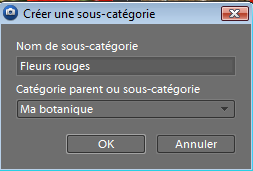 Créer une sous-catégorie
Nom de sous-catégorie
Fleurs rouges
Catégorie parent ou sous-catégorie
Ma botanique
OK
Annuler